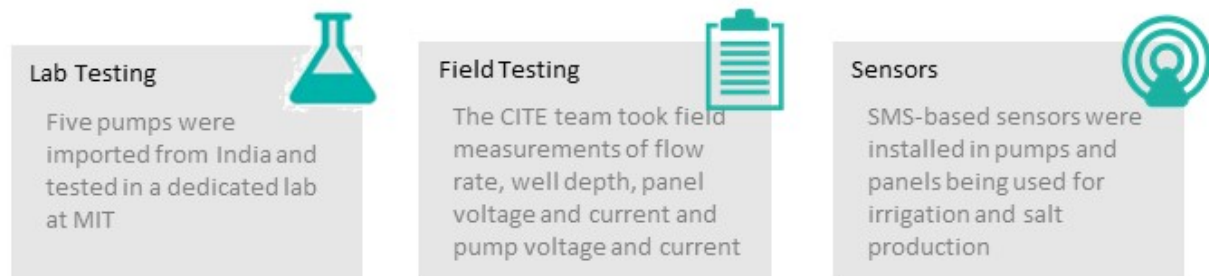 Lab Testing
Five pumps were
imported from India and
tested in a dedicated lab
at MIT
Field Testing
The CITE team took field
measurements of flow
rate, well depth, panel
voltage and current and
pump voltage and current
Sensors
SMS-based sensors were
installed in pumps and
panels being used for
irrigation and salt
production